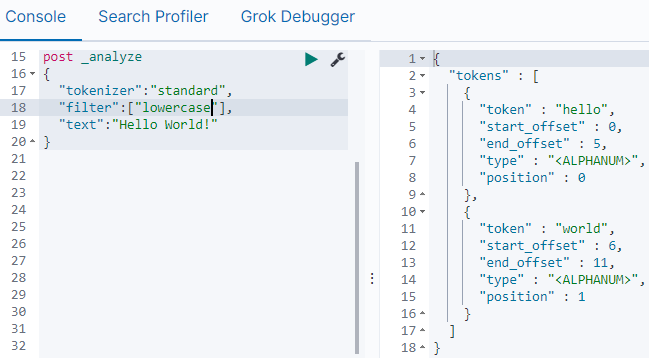 Console Search Profiler Grok Debugger
15 post _analyze
16 {
17 "tokenizer":"standard",
18 "filter":["lowercase"],
19 "text":"Hello World!"
20 }
21
22
23
24
25
26
27
28
29
30
31
32
1 {
2 "tokens" : [
3 {
4 "token" : "hello",
5 "start_offset" : 0,
6 "end_offset" : 5,
7 "type" : "<ALPHANUM>",
8 "position" : 0
9 },
10 {
11 "token" : "world",
12 "start_offset" : 6,
13 "end_offset" : 11,
14 "type" : "<ALPHANUM>",
15 "position" : 1
16 }
17 ]
18 }